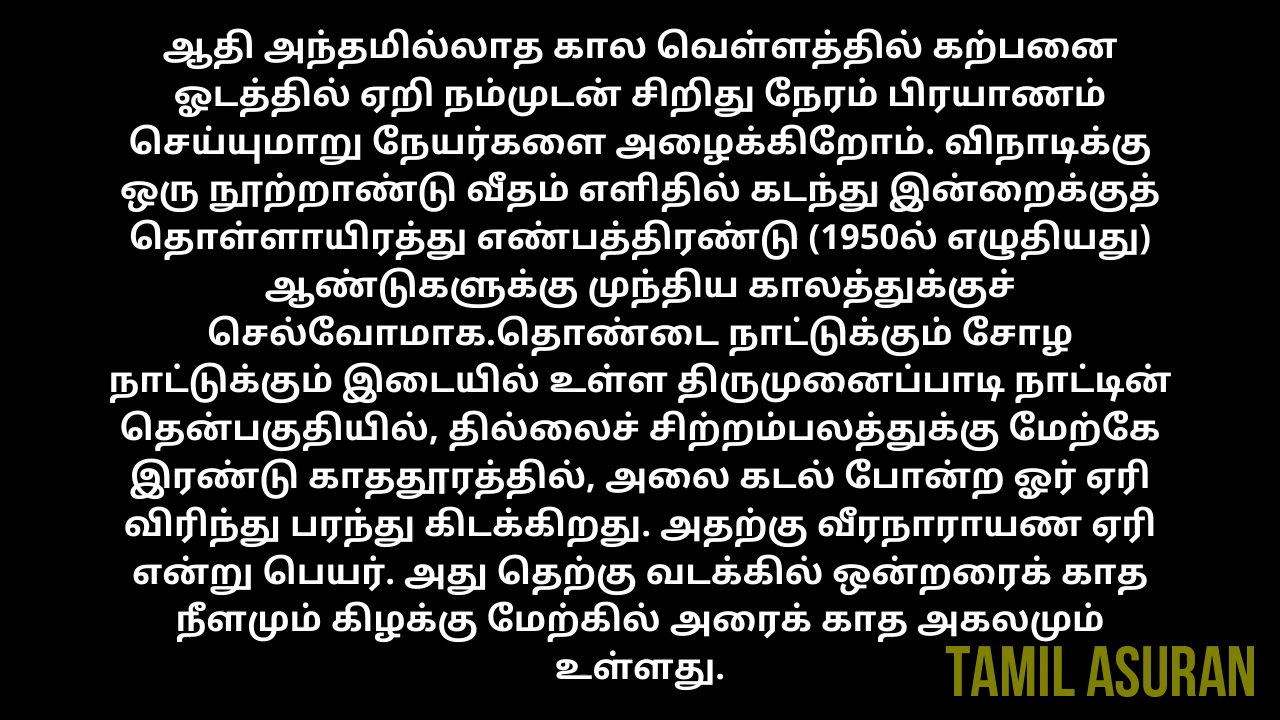 ஆதி அந்தமில்லாத கால வெள்ளத்தில் கற்பனை
ஓடத்தில் ஏறி நம்முடன் சிறிது நேரம் பிரயாணம்
செய்யுமாறு நேயர்களை அழைக்கிறோம். விநாடிக்கு
ஒரு நூற்றாண்டு வீதம் எளிதில் கடந்து இன்றைக்குத்
தொள்ளாயிரத்து எண்பத்திரண்டு (1950ல் எழுதியது)
ஆண்டுகளுக்கு முந்திய காலத்துக்குச்
செல்வோமாக.தொண்டை நாட்டுக்கும் சோழ
நாட்டுக்கும் இடையில் உள்ள திருமுனைப்பாடி நாட்டின்
தென்பகுதியில், தில்லைச் சிற்றம்பலத்துக்கு மேற்கே
இரண்டு காததூரத்தில், அலை கடல் போன்ற ஓர் ஏரி
விரிந்து பரந்து கிடக்கிறது. அதற்கு வீரநாராயண ஏரி
என்று பெயர். அது தெற்கு வடக்கில் ஒன்றரைக் காத
நீளமும் கிழக்கு மேற்கில் அரைக் காத அகலமும்
உள்ளது.
TAMIL ASURAN